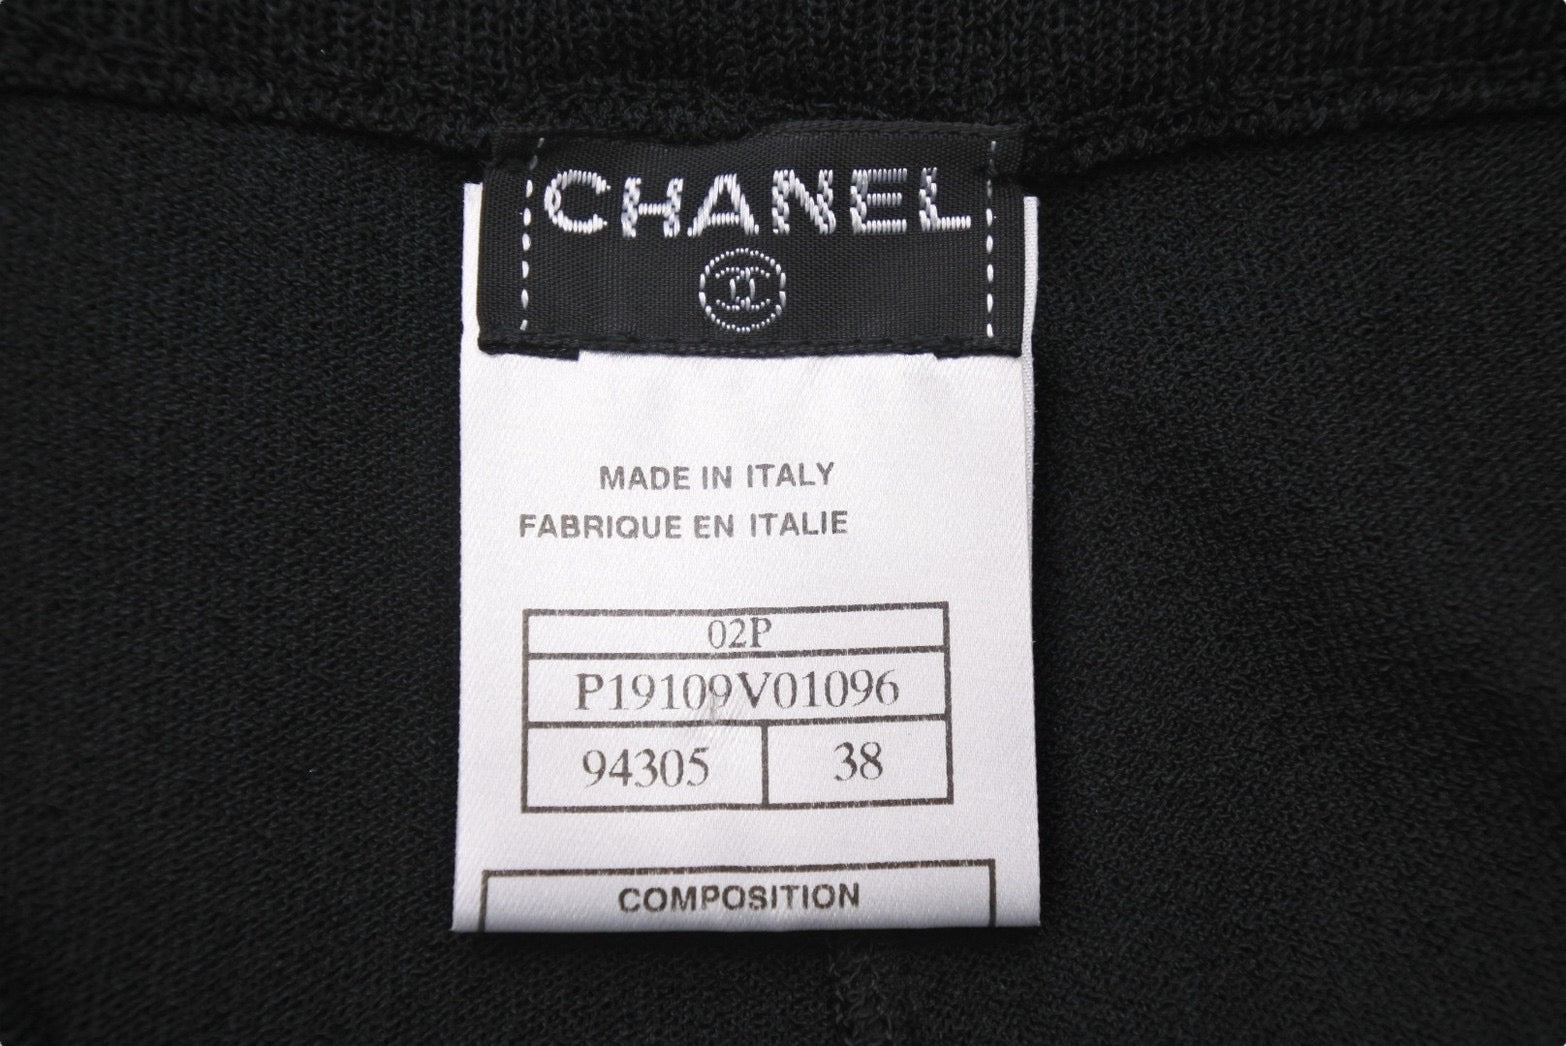 CHANEL
MADE IN ITALY
FABRIQUE EN ITALIE
02P
P19109V01096
94305 38
COMPOSITION